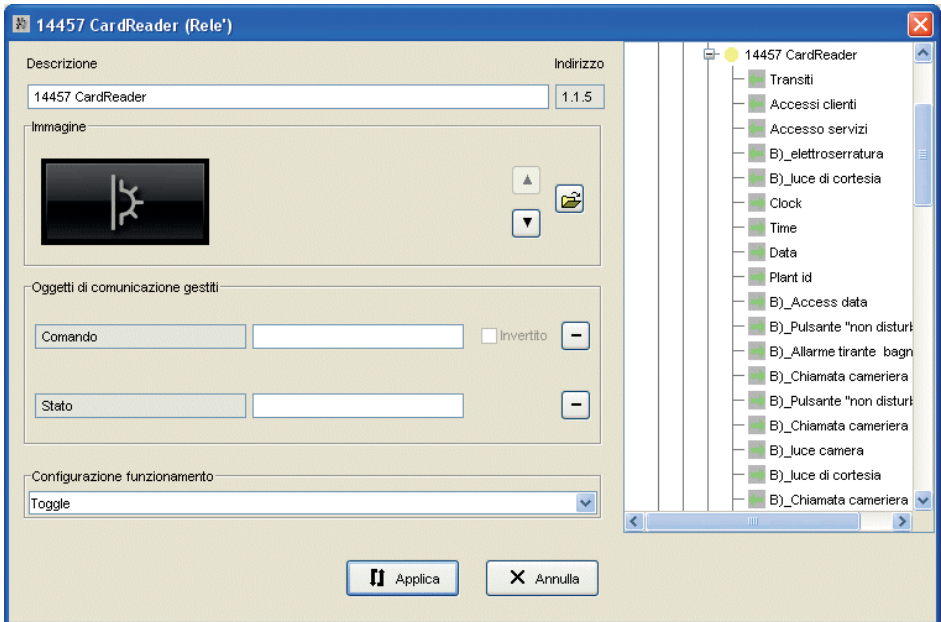 14457 CardReader (Rele')
Descrizione
Indirizzo
14457 CardReader
1.1.5
Immagine
Oggetti di comunicazione gestiti
Comando
Invertito
Stato
Configurazione funzionamento
Toggle
Applica
Annulla
14457 CardReader
Transiti
Accessi clienti
Accesso servizi
B)_elettroserratura
B)_luce di cortesia
Clock
Time
Data
Plant id
B)_Access data
B)_Pulsante "non disturb
B)_Allarme tirante bagn
B)_Chiamata cameriera
B)_Pulsante "non disturb
B)_Chiamata cameriera
B)_luce camera
B)_luce di cortesia
B)_Chiamata cameriera